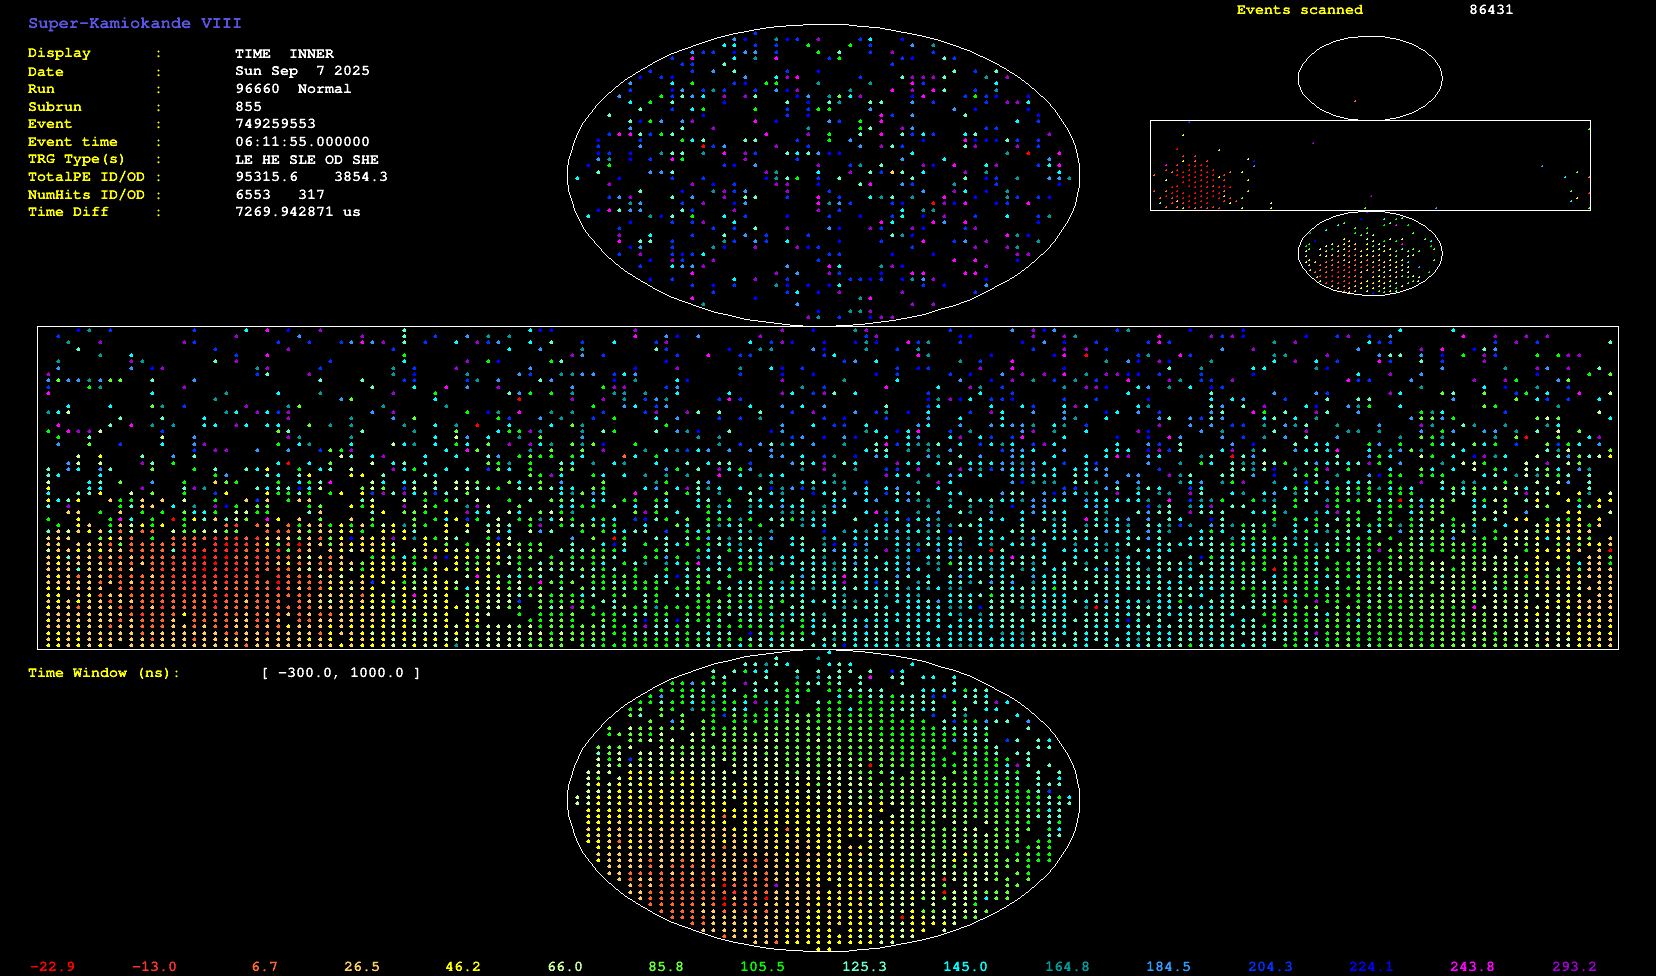 Super-Kamiokande VIII
Events scanned 86431
Display : TIME INNER
Date : Sun Sep 7 2025
Run : 96660 Normal
Subrun : 855
Event : 749259553
Event time : 06:11:55.000000
TRG Type(s) : LE HE SLE OD SHE
TotalPE ID/OD : 95315.6 3854.3
NumHits ID/OD : 6553 317
Time Diff : 7269.942871 us
Time Window (ns): [ -300.0, 1000.0 ]
-22.9 -13.0 6.7 26.5 46.2 66.0 85.8 105.5 125.3 145.0 164.8 184.5 204.3 224.1 243.8 293.2